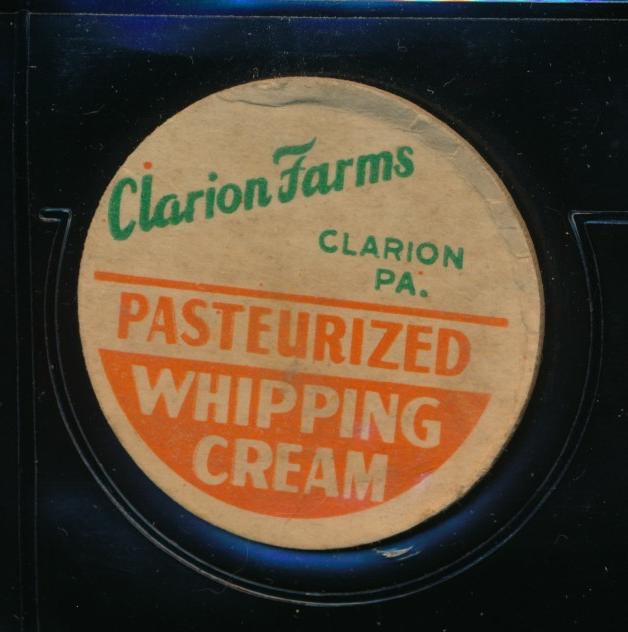 Clarion Farms
CLARION
PA.
PASTEURIZED
WHIPPING
CREAM